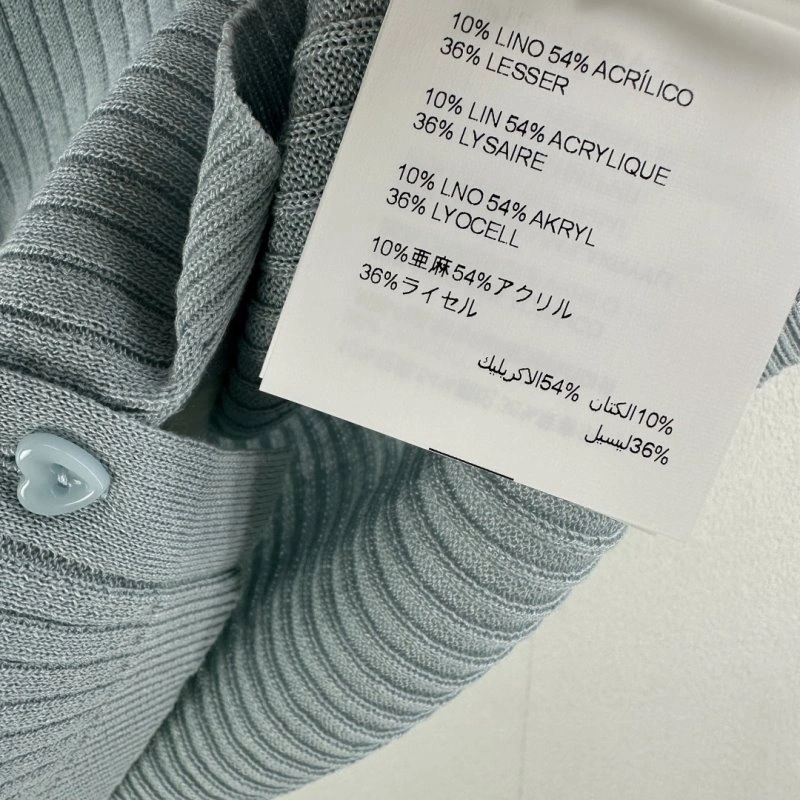 10% LINO 54% ACRÍLICO
36% LESSER
10% LIN 54% ACRYLIQUE
36% LYSAIRE
10% LNO 54% AKRYL
36% LYOCELL
10%亜麻54%アクリル
36%ライセル
10%الكتان 54%الاكريليك
36%ليسيل